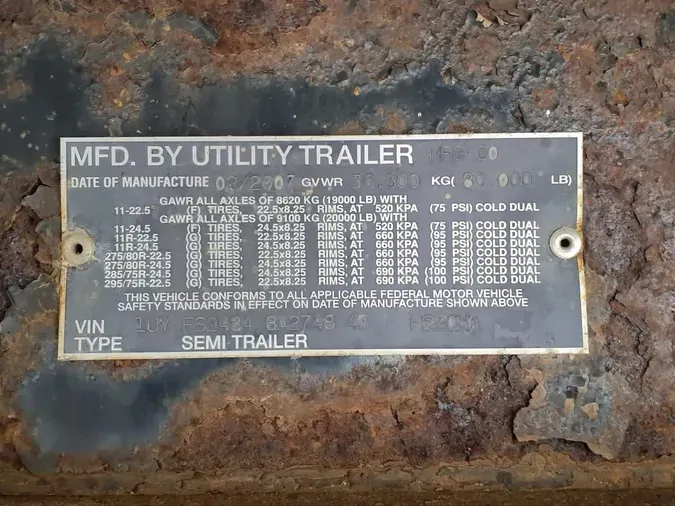 MFD. BY UTILITY TRAILER MFG CO
DATE OF MANUFACTURE 02/2007 GVWR 36,300 KG( 80,000 LB)
GAWR ALL AXLES OF 8620 KG (19000 LB) WITH
11-22.5 (F) TIRES, 22.5x8.25 RIMS, AT 520 KPA (75 PSI) COLD DUAL
GAWR ALL AXLES OF 9100 KG (20000 LB) WITH
11-24.5 (F) TIRES, 24.5x8.25 RIMS, AT 520 KPA (75 PSI) COLD DUAL
11R-22.5 (G) TIRES, 22.5x8.25 RIMS, AT 660 KPA (95 PSI) COLD DUAL
11R-24.5 (G) TIRES, 24.5x8.25 RIMS, AT 660 KPA (95 PSI) COLD DUAL
275/80R-22.5 (G) TIRES, 22.5x8.25 RIMS, AT 660 KPA (95 PSI) COLD DUAL
275/80R-24.5 (G) TIRES, 24.5x8.25 RIMS, AT 660 KPA (95 PSI) COLD DUAL
285/75R-24.5 (G) TIRES, 24.5x8.25 RIMS, AT 690 KPA (100 PSI) COLD DUAL
295/75R-22.5 (G) TIRES, 22.5x8.25 RIMS, AT 690 KPA (100 PSI) COLD DUAL
THIS VEHICLE CONFORMS TO ALL APPLICABLE FEDERAL MOTOR VEHICLE
SAFETY STANDARDS IN EFFECT ON DATE OF MANUFACTURE SHOWN ABOVE
VIN 1UY
TYPE SEMI TRAILER